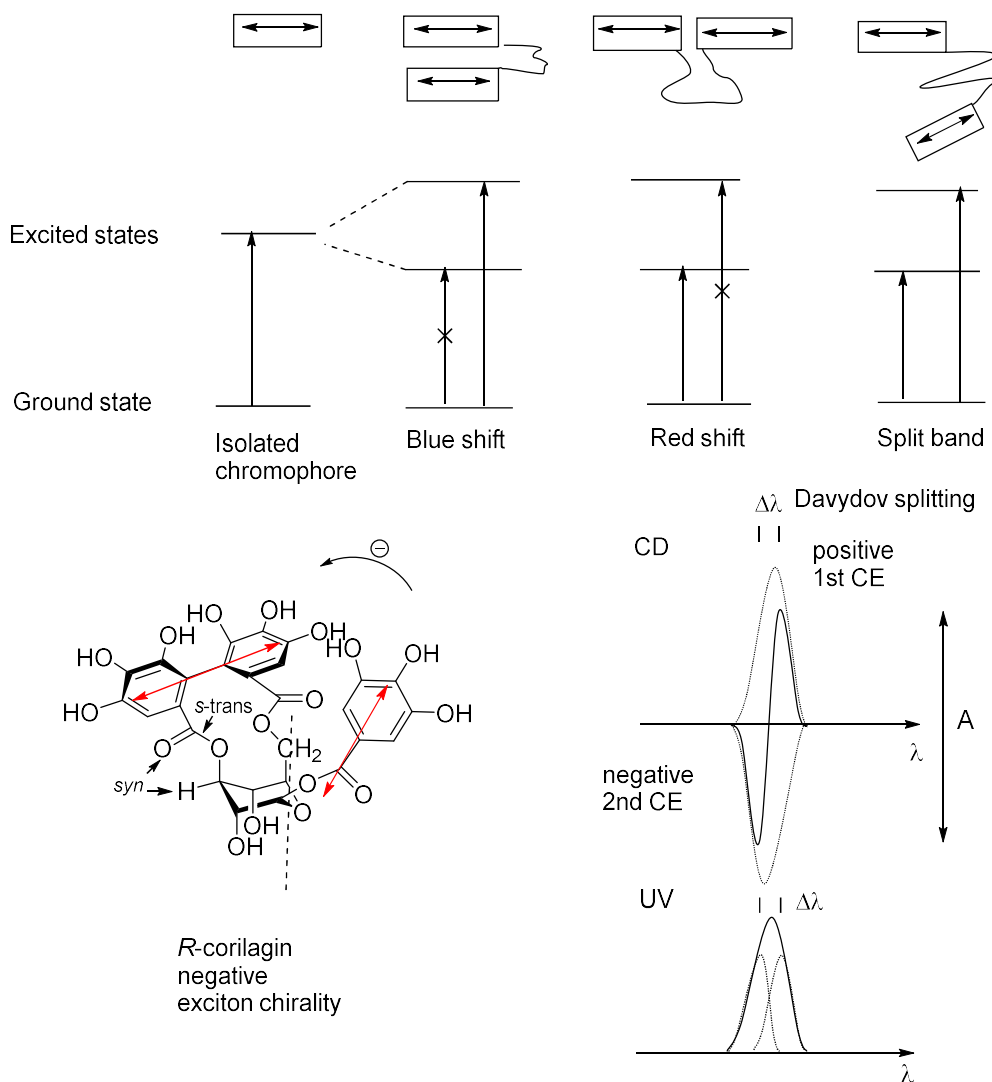 Excited states
Ground state
Isolated
chromophore
Blue shift
Red shift
Split band
Davydov splitting
Δλ
CD
positive
1st CE
A
λ
negative
2nd CE
UV
Δλ
λ
⊖
OH
HO
OH
OH
HO
OH
HO
HO
OH
OH
O
s-trans
O
O
O
CH2
syn
H
O
O
O
OH
OH
R-corilagin
negative
exciton chirality